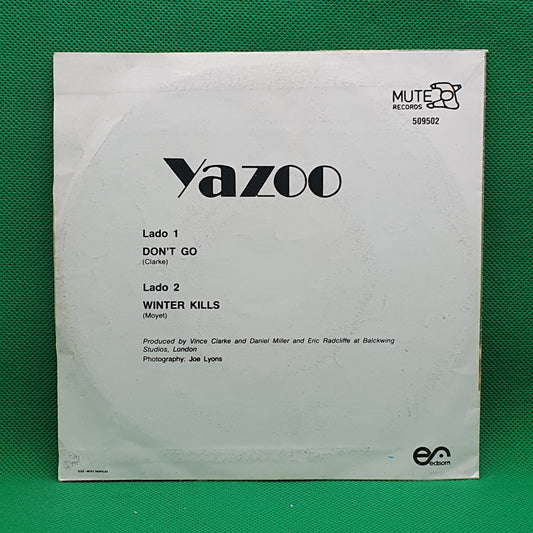 MUTE
RECORDS
509502
Yazoo
Lado 1
DON'T GO
(Clarke)
Lado 2
WINTER KILLS
(Moyet)
Produced by Vince Clarke and Daniel Miller and Eric Radcliffe at Balckwing
Studios, London
Photography: Joe Lyons
edisom